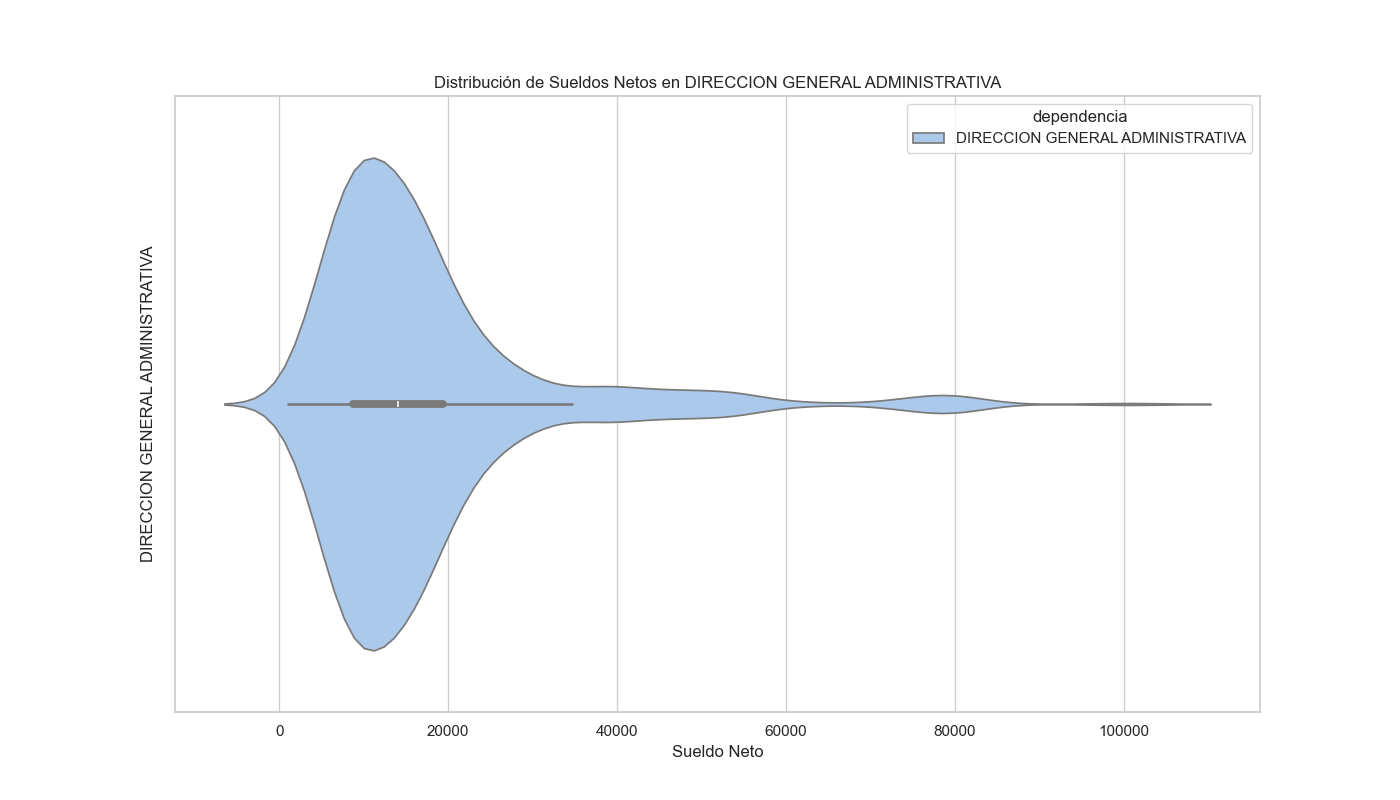 Distribución de Sueldos Netos en DIRECCION GENERAL ADMINISTRATIVA
dependencia
DIRECCION GENERAL ADMINISTRATIVA
DIRECCION GENERAL ADMINISTRATIVA
0
20000
40000
60000
80000
100000
Sueldo Neto